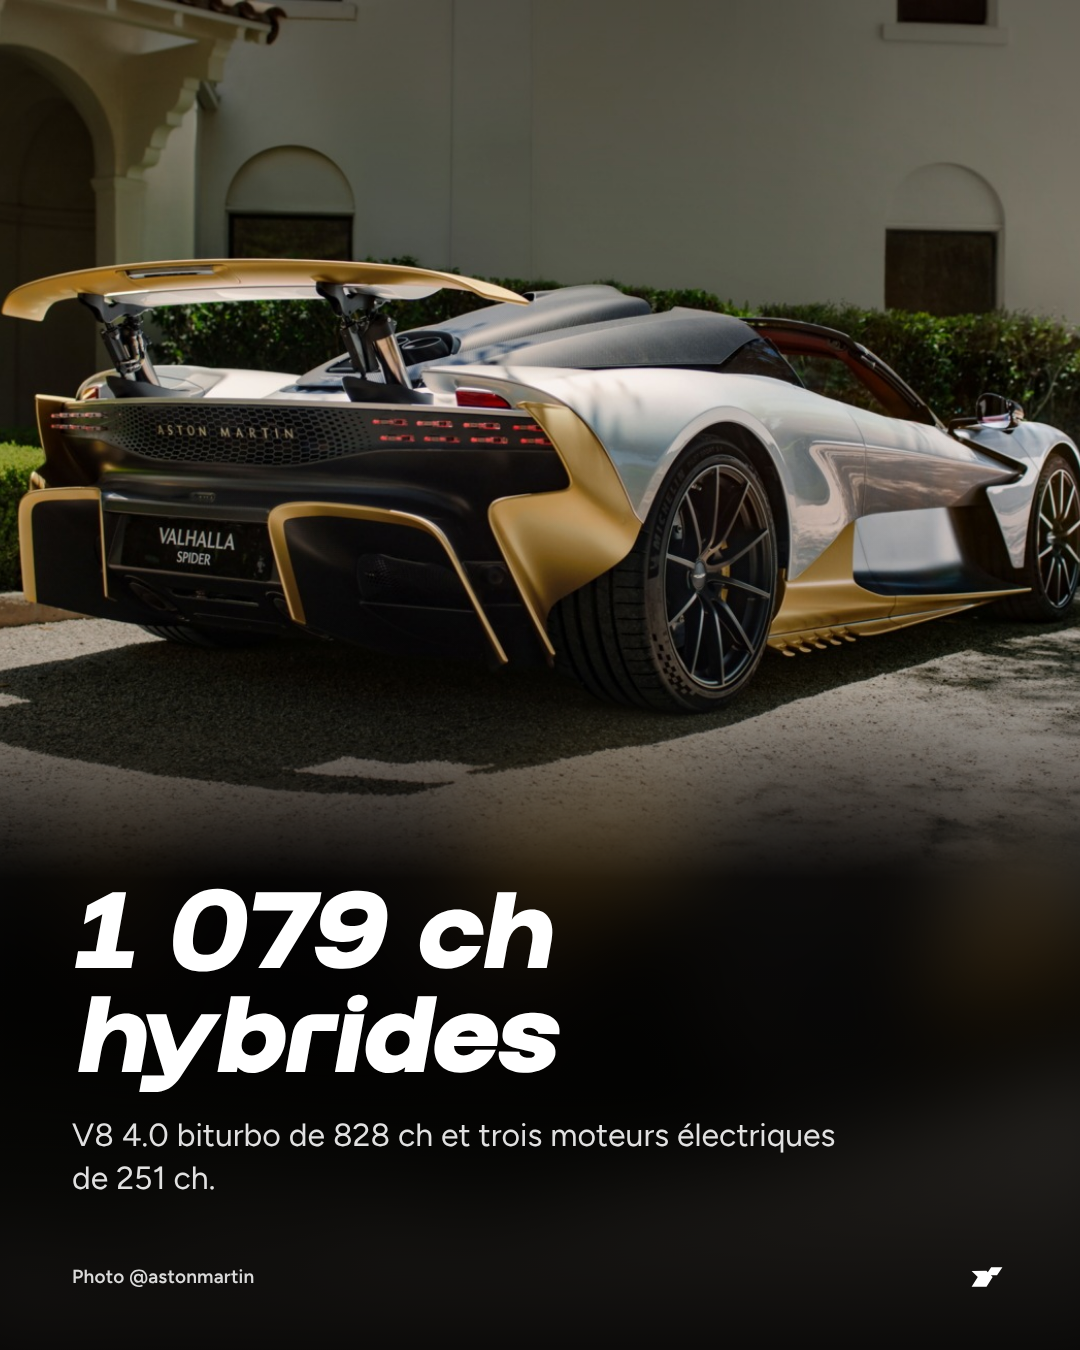 ASTON MARTIN
VALHALLA
SPIDER
1 079 ch
hybrides
V8 4.0 biturbo de 828 ch et trois moteurs électriques
de 251 ch.
Photo @astonmartin